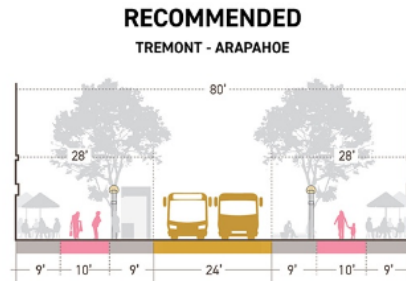 RECOMMENDED
TREMONT - ARAPAHOE
80'
28' 28'
9' 10' 9' 24' 9' 10' 9'